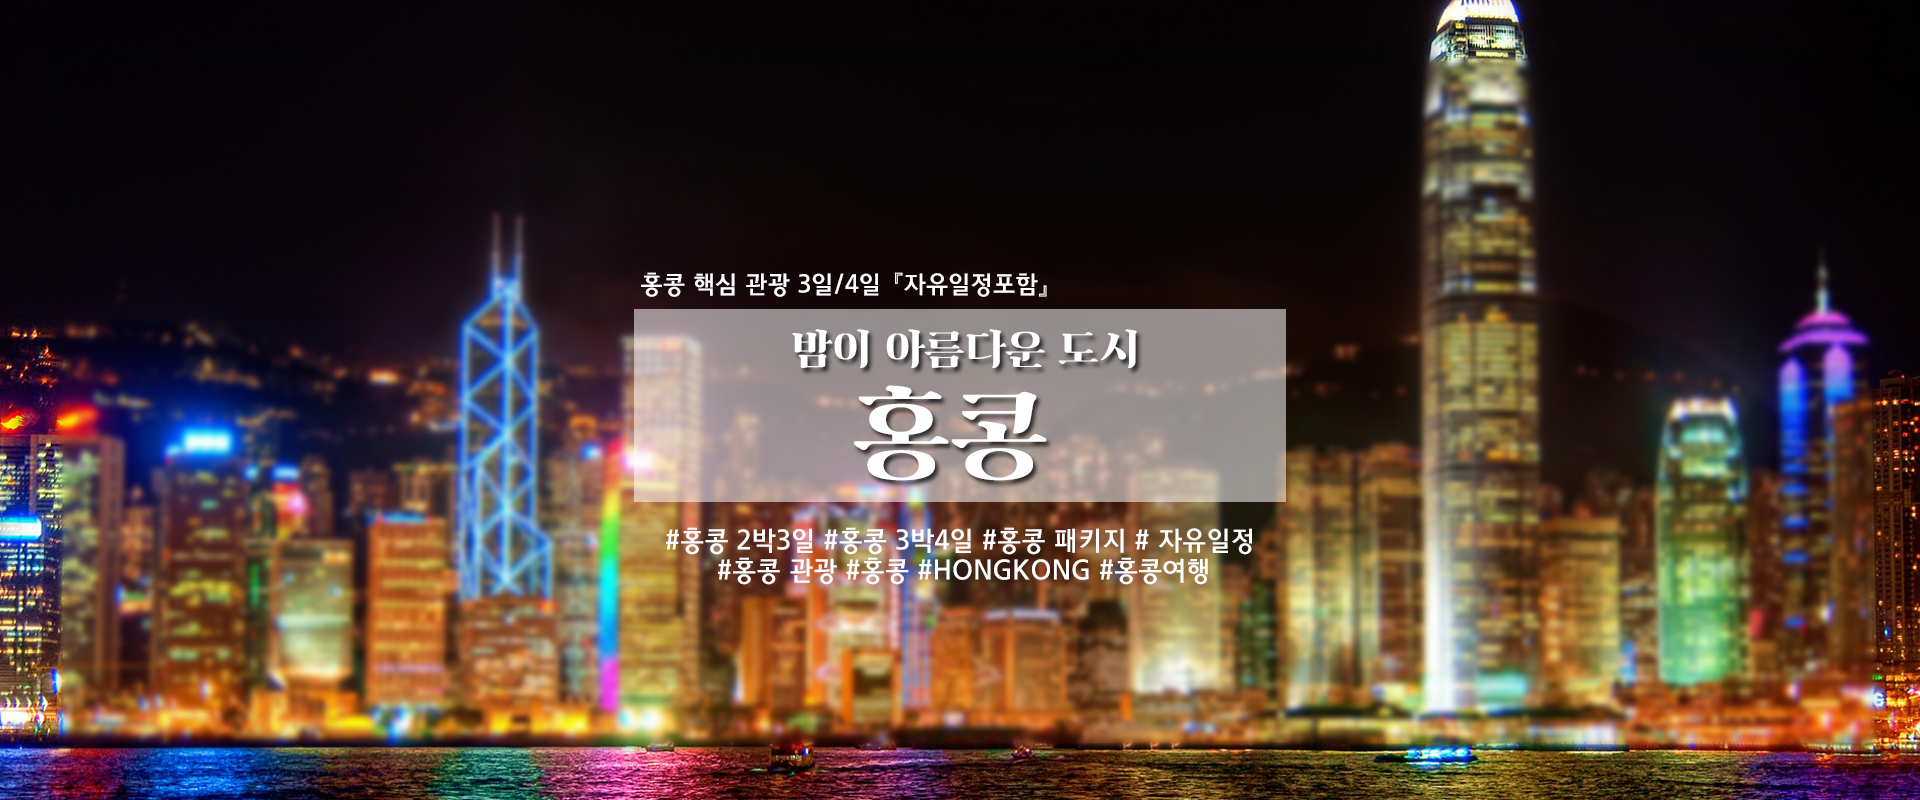 홍콩 핵심 관광 3일/4일『자유일정포함』
밤이 아름다운 도시
홍콩
#홍콩 2박3일 #홍콩 3박4일 #홍콩 패키지 # 자유일정
#홍콩 관광 #홍콩 #HONGKONG #홍콩여행